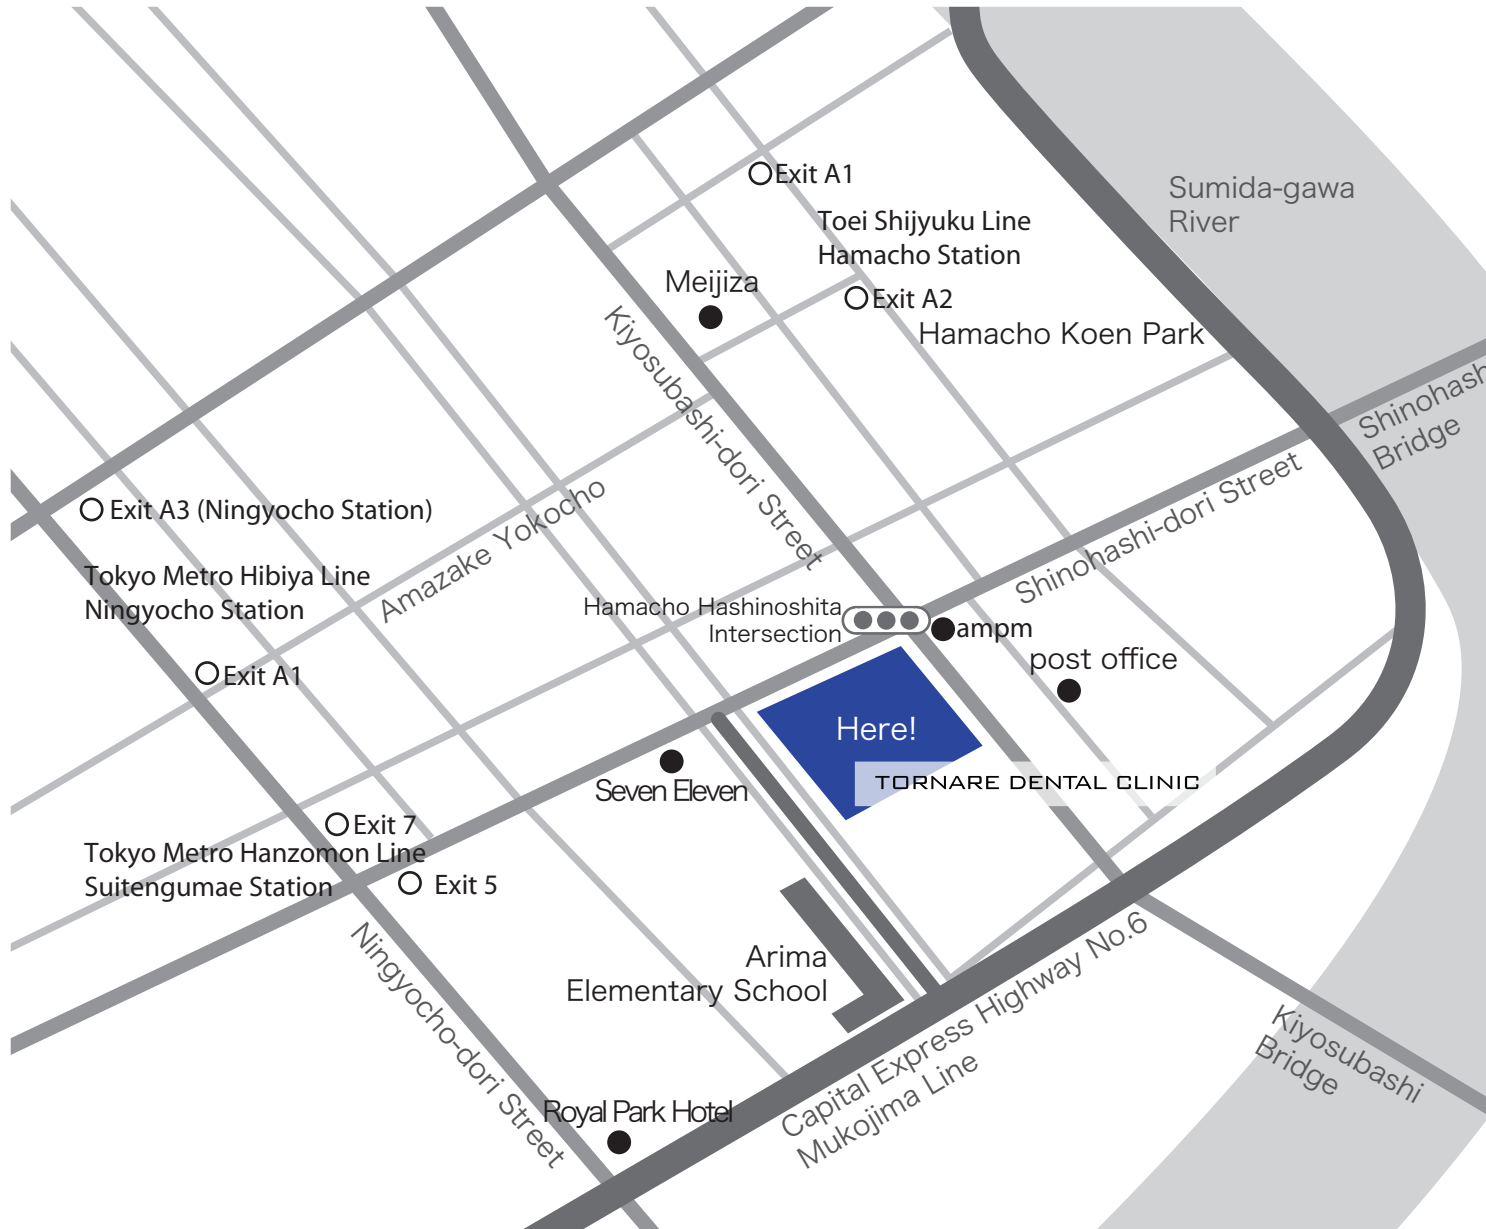 Exit A1
Sumida-gawa
River
Toei Shijyuku Line
Hamacho Station
Meijiza
Exit A2
Hamacho Koen Park
Kiyosubashi-dori Street
Shinohash
Bridge
Shinohashi-dori Street
Exit A3 (Ningyocho Station)
Amazake Yokocho
Tokyo Metro Hibiya Line
Ningyocho Station
Hamacho Hashinoshita
Intersection
ampm
post office
Exit A1
Here!
TORNARE DENTAL CLINIC
Seven Eleven
Exit 7
Tokyo Metro Hanzomon Line
Suitengumae Station
Exit 5
Ningyocho-dori Street
Arima
Elementary School
Capital Express Highway No.6
Mukojima Line
Kiyosubashi
Bridge
Royal Park Hotel